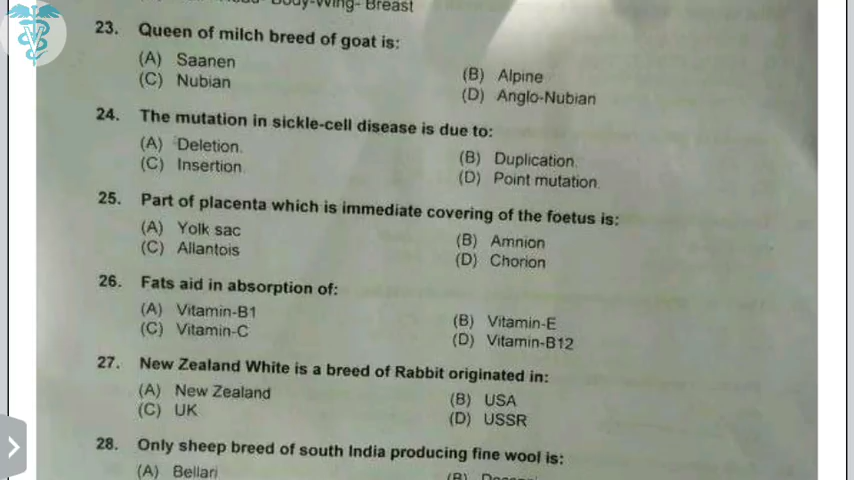 Body-Wing- Breast
23. Queen of milch breed of goat is:
(A) Saanen
(B) Alpine
(C) Nubian
(D) Anglo-Nubian
24. The mutation in sickle-cell disease is due to:
(A) Deletion.
(B) Duplication.
(C) Insertion
(D) Point mutation.
25. Part of placenta which is immediate covering of the foetus is:
(A) Yolk sac
(B) Amnion
(C) Allantois
(D) Chorion
26. Fats aid in absorption of:
(A) Vitamin-B1
(B) Vitamin-E
(C) Vitamin-C
(D) Vitamin-B12
27. New Zealand White is a breed of Rabbit originated in:
(A) New Zealand
(B) USA
(C) UK
(D) USSR
28. Only sheep breed of south India producing fine wool is:
(A) Bellari
(B)